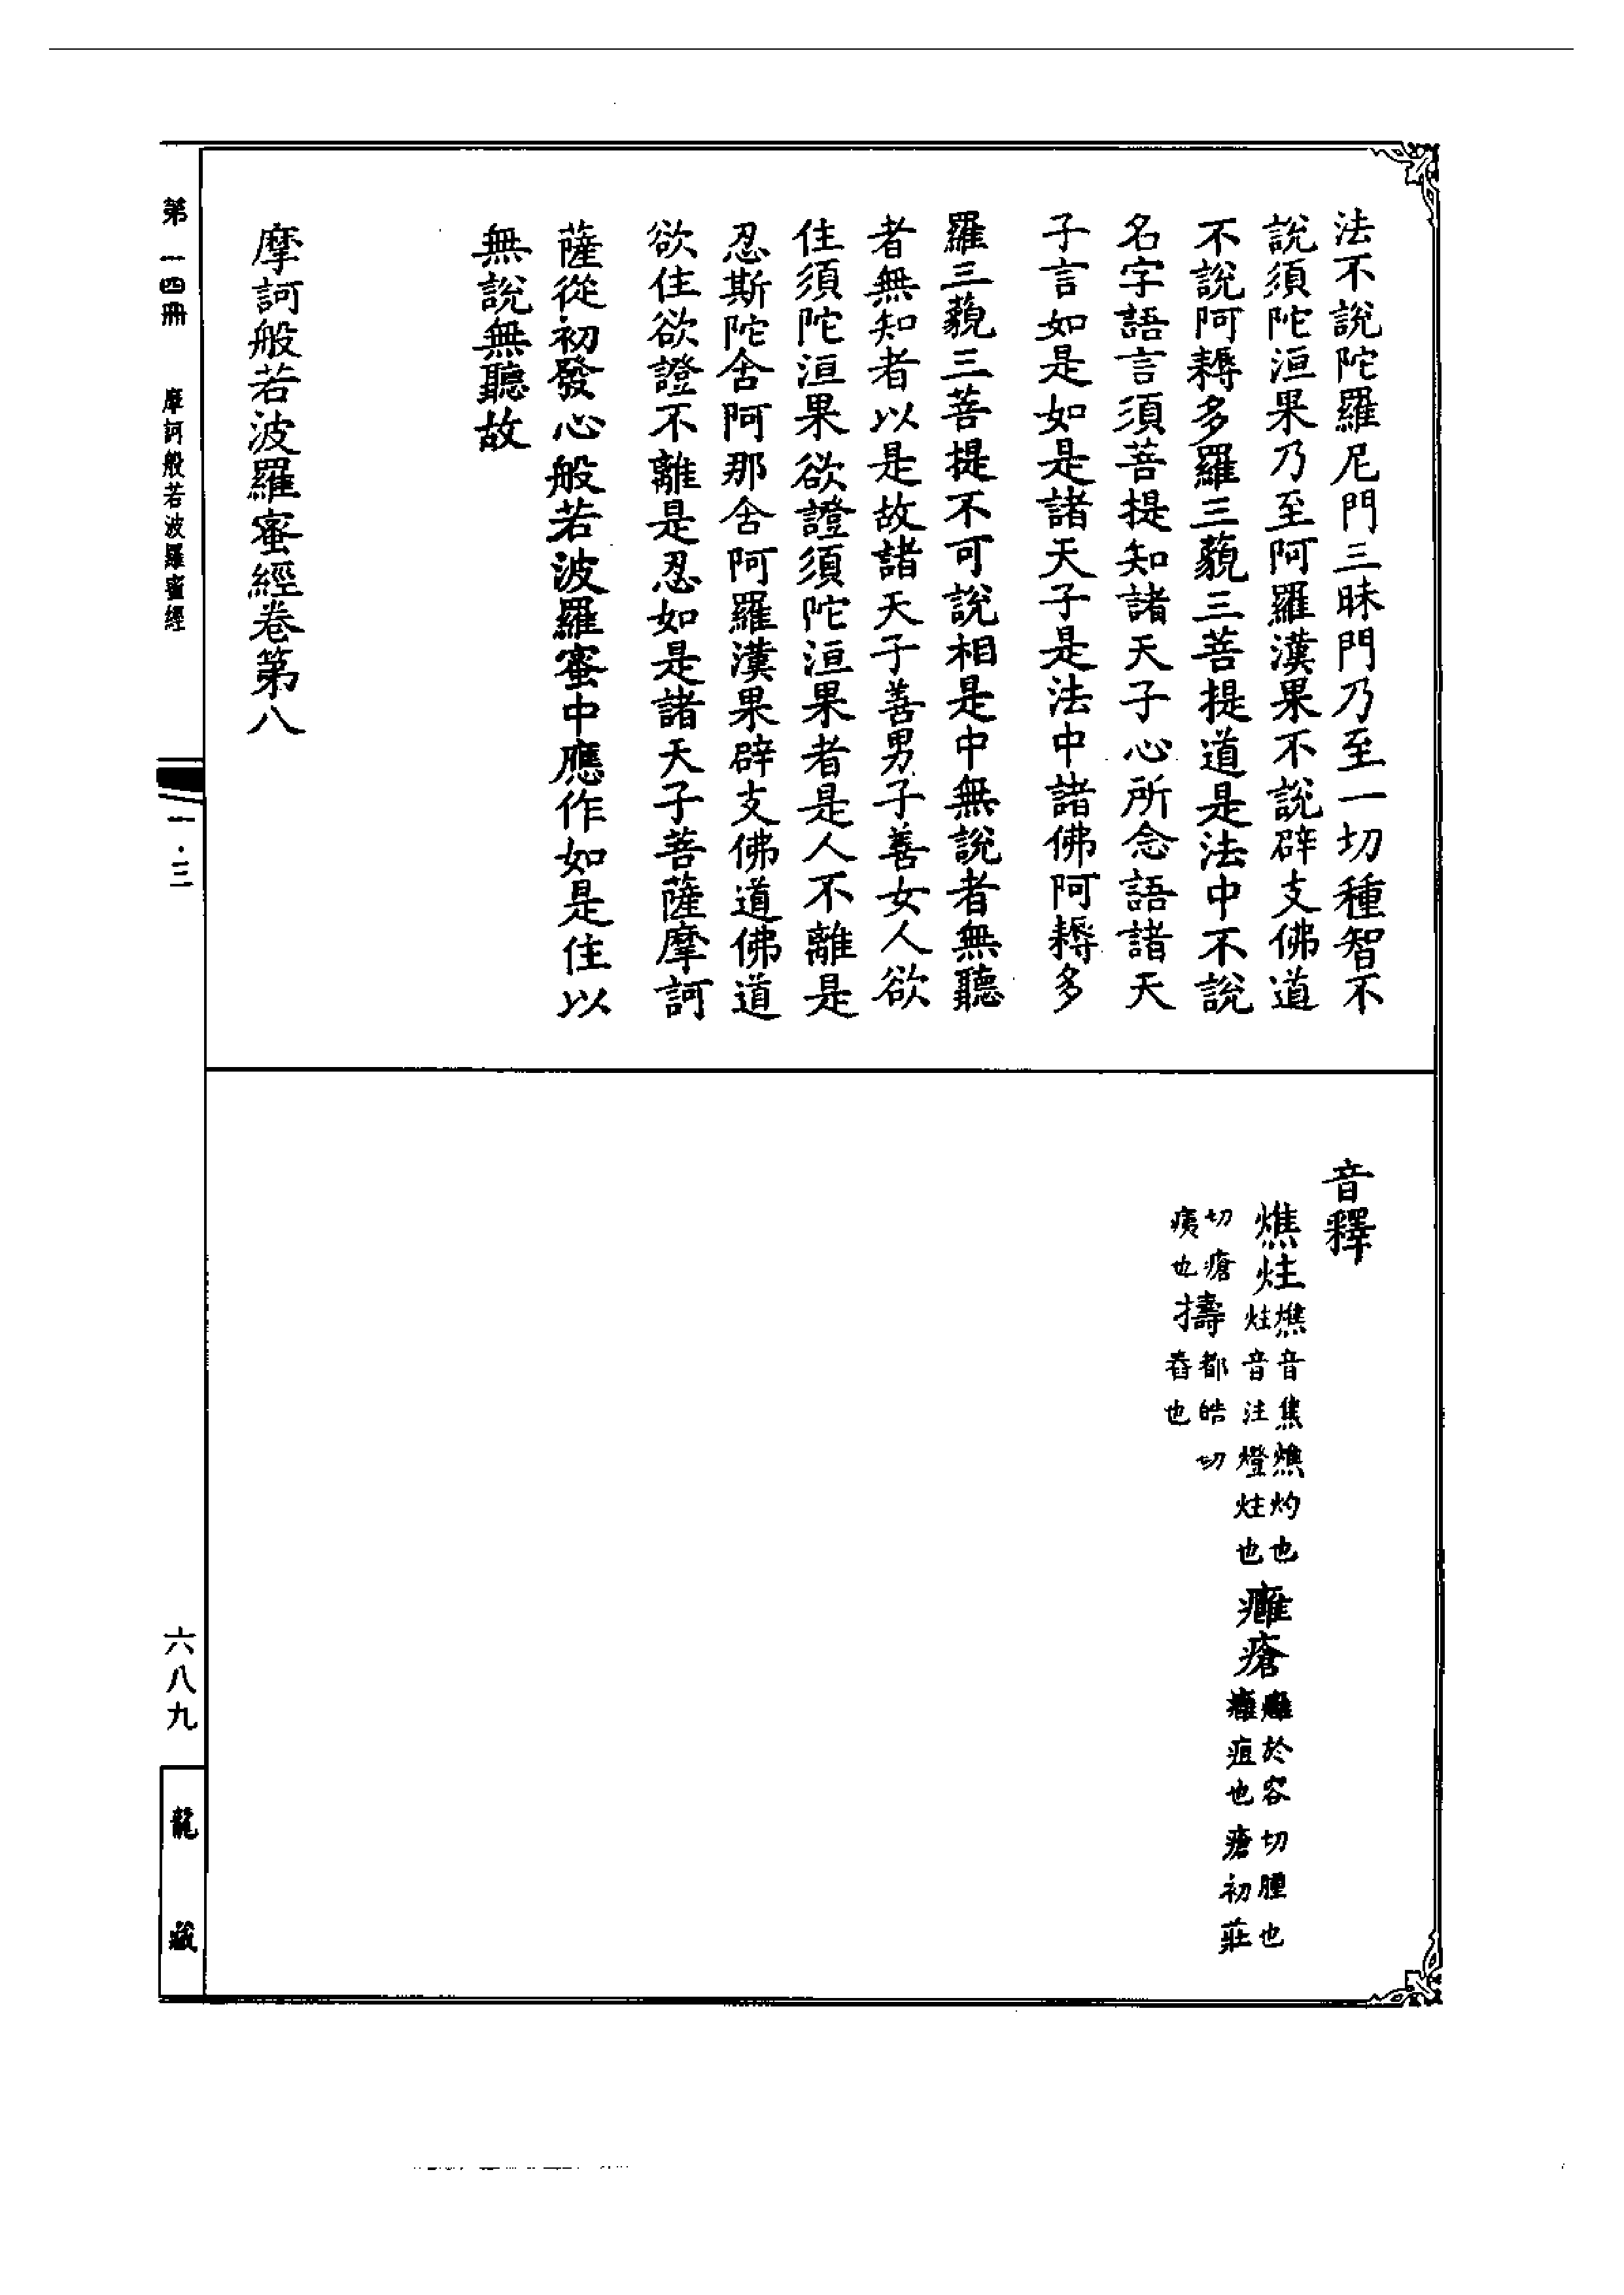 法不說陀羅尼門三昧門乃至一切種智不
說須陀洹果乃至阿羅漢果不說辟支佛道
不說阿耨多羅三藐三菩提道是法中不說
名字語言須菩提知諸天子心所念語諸天
子言如是如是諸天子是法中諸佛阿耨多
羅三藐三菩提不可說相是中無說者無聽
者無知者以是故諸天子善男子善女人欲
住須陀洹果欲證須陀洹果者是人不離是
忍斯陀含阿那含阿羅漢果辟支佛道佛道
欲住欲證不離是忍如是諸天子菩薩摩訶
薩從初發心般若波羅蜜中應作如是住以
無說無聽故
摩訶般若波羅蜜經卷第八
音釋
燋炷燋音焦燋灼也炷音注燈炷也癰瘡癰於容切腫也癰疽也瘡初莊
切瘡痍也擣都皓切舂也
第一四冊
摩訶般若波羅蜜經
一·三
六八九
龍藏